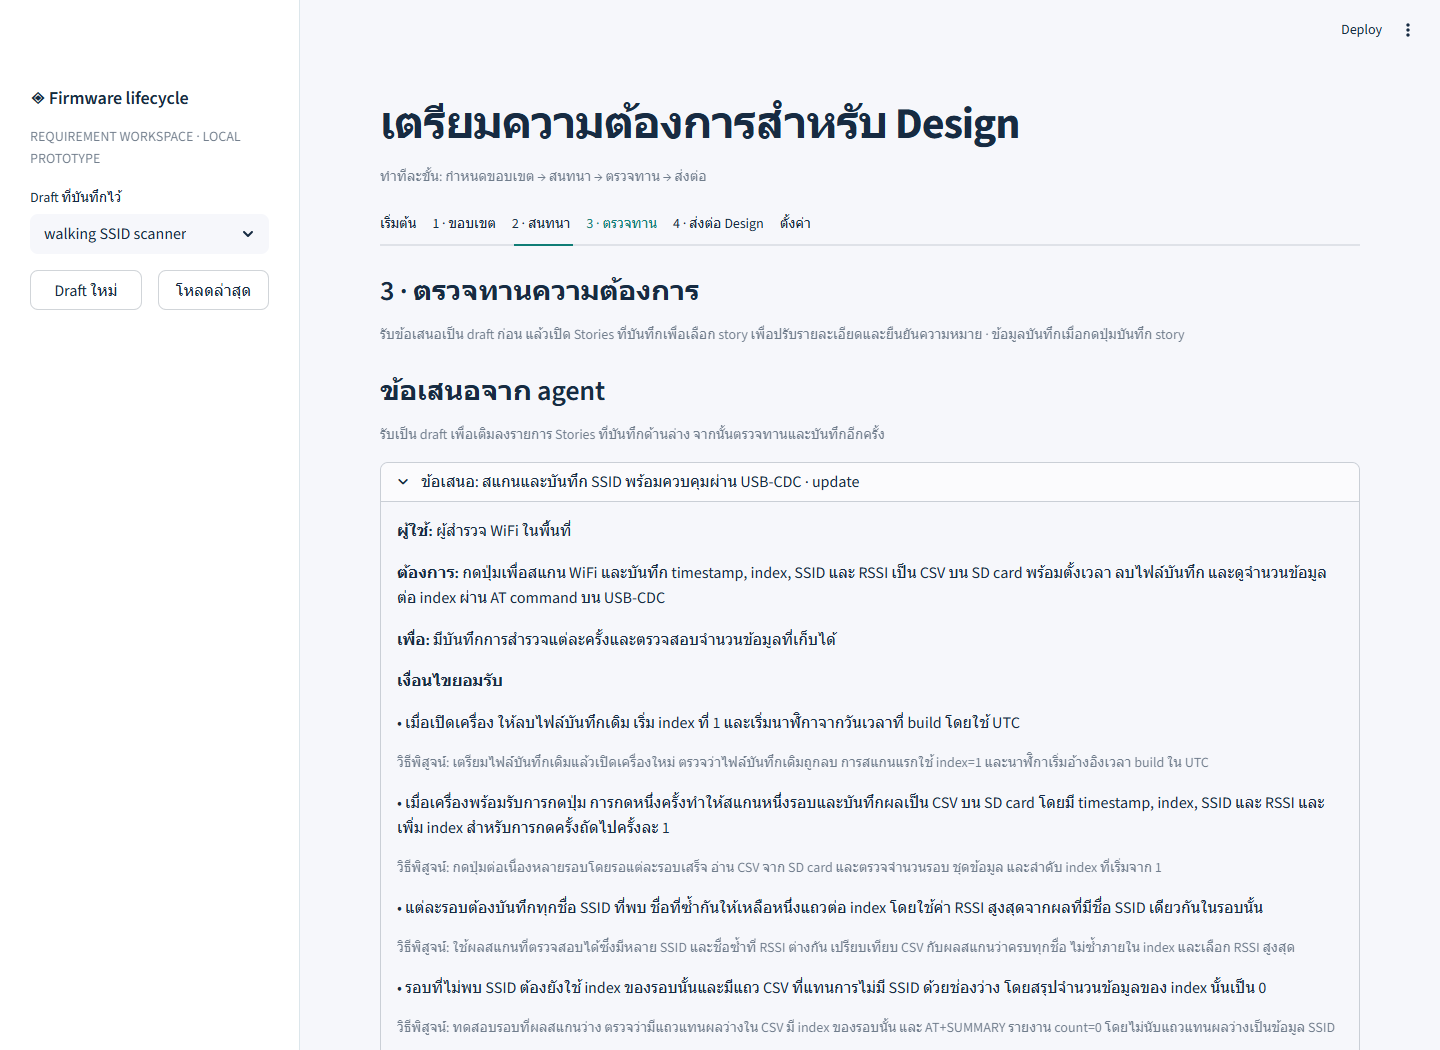 Deploy
◈ Firmware lifecycle
REQUIREMENT WORKSPACE · LOCAL
PROTOTYPE
Draft ที่บันทึกไว้
walking SSID scanner
Draft ใหม่
โหลดล่าสุด
เตรียมความต้องการสำหรับ Design
ทำทีละขั้น: กำหนดขอบเขต → สนทนา → ตรวจทาน → ส่งต่อ
เริ่มต้น
1 · ขอบเขต
2 · สนทนา
3 · ตรวจทาน
4 · ส่งต่อ Design
ตั้งค่า
3 · ตรวจทานความต้องการ
รับข้อเสนอเป็น draft ก่อน แล้วเปิด Stories ที่บันทึกเพื่อเลือก story เพื่อปรับรายละเอียดและยืนยันความหมาย · ข้อมูลบันทึกเมื่อกดปุ่มบันทึก story
ข้อเสนอจาก agent
รับเป็น draft เพื่อเติมลงรายการ Stories ที่บันทึกด้านล่าง จากนั้นตรวจทานและบันทึกอีกครั้ง
ข้อเสนอ: สแกนและบันทึก SSID พร้อมควบคุมผ่าน USB-CDC · update
ผู้ใช้: ผู้สำรวจ WiFi ในพื้นที่
ต้องการ: กดปุ่มเพื่อสแกน WiFi และบันทึก timestamp, index, SSID และ RSSI เป็น CSV บน SD card พร้อมตั้งเวลา ลบไฟล์บันทึก และดูจำนวนข้อมูล
ต่อ index ผ่าน AT command บน USB-CDC
เพื่อ: มีบันทึกการสำรวจแต่ละครั้งและตรวจสอบจำนวนข้อมูลที่เก็บได้
เงื่อนไขยอมรับ
• เมื่อเปิดเครื่อง ให้ลบไฟล์บันทึกเดิม เริ่ม index ที่ 1 และเริ่มนาฬิกาจากวันเวลาที่ build โดยใช้ UTC
วิธีพิสูจน์: เตรียมไฟล์บันทึกเดิมแล้วเปิดเครื่องใหม่ ตรวจว่าไฟล์บันทึกเดิมถูกลบ การสแกนแรกใช้ index=1 และนาฬิกาเริ่มอ้างอิงเวลา build ใน UTC
• เมื่อเครื่องพร้อมรับการกดปุ่ม การกดหนึ่งครั้งทำให้สแกนหนึ่งรอบและบันทึกผลเป็น CSV บน SD card โดยมี timestamp, index, SSID และ RSSI และ
เพิ่ม index สำหรับการกดครั้งถัดไปครั้งละ 1
วิธีพิสูจน์: กดปุ่มต่อเนื่องหลายรอบโดยรอแต่ละรอบเสร็จ อ่าน CSV จาก SD card และตรวจจำนวนรอบ ชุดข้อมูล และลำดับ index ที่เริ่มจาก 1
• แต่ละรอบต้องบันทึกทุกชื่อ SSID ที่พบ ชื่อที่ซ้ำกันให้เหลือหนึ่งแถวต่อ index โดยใช้ค่า RSSI สูงสุดจากผลที่มีชื่อ SSID เดียวกันในรอบนั้น
วิธีพิสูจน์: ใช้ผลสแกนที่ตรวจสอบได้ซึ่งมีหลาย SSID และชื่อซ้ำที่ RSSI ต่างกัน เปรียบเทียบ CSV กับผลสแกนว่าครบทุกชื่อ ไม่ซ้ำภายใน index และเลือก RSSI สูงสุด
• รอบที่ไม่พบ SSID ต้องยังใช้ index ของรอบนั้นและมีแถว CSV ที่แทนการไม่มี SSID ด้วยช่องว่าง โดยสรุปจำนวนข้อมูลของ index นั้นเป็น 0
วิธีพิสูจน์: ทดสอบรอบที่ผลสแกนว่าง ตรวจว่ามีแถวแทนผลว่างใน CSV มี index ของรอบนั้น และ AT+SUMMARY รายงาน count=0 โดยไม่นับแถวแทนผลว่างเป็นข้อมูล SSID